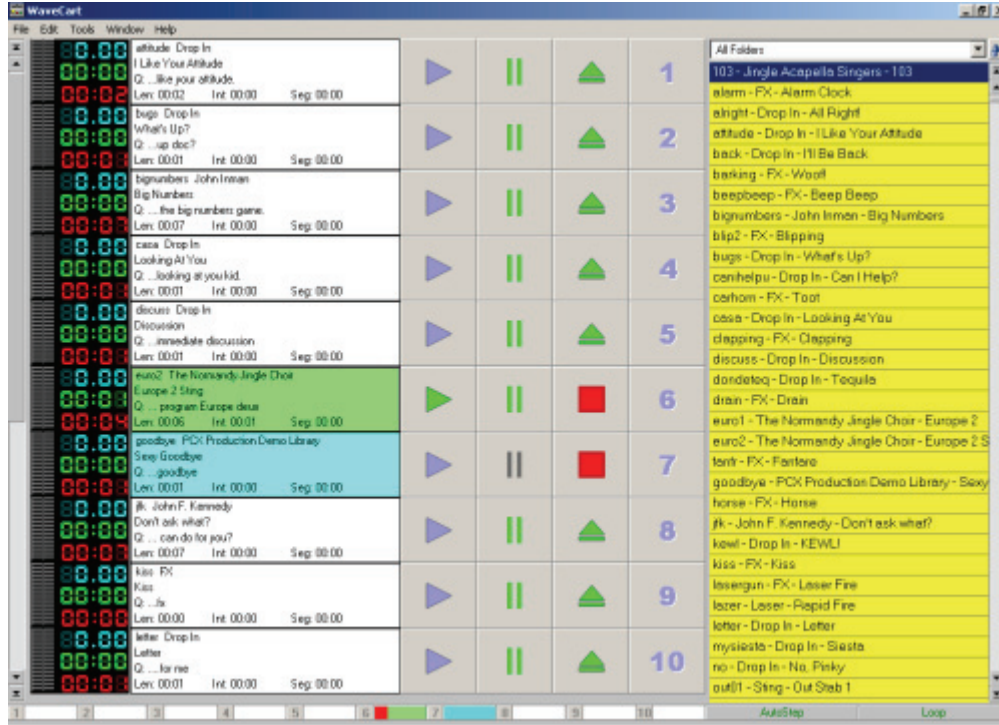 WaveCart
File Edit Tools Window Help
attitude Drop In
I Like Your Attitude
Q: ...like your attitude.
Len: 00:02 Int: 00:00 Seg: 00:00
1
bugs Drop In
What's Up?
Q: ...up doc?
Len: 00:01 Int: 00:00 Seg: 00:00
2
bignumbers John Inman
Big Numbers
Q: ... the big numbers game.
Len: 00:07 Int: 00:00 Seg: 00:00
3
casa Drop In
Looking At You
Q: ...looking at you kid.
Len: 00:01 Int: 00:00 Seg: 00:00
4
discuss Drop In
Discussion
Q: ...immediate discussion
Len: 00:01 Int: 00:00 Seg: 00:00
5
euro2 The Normandy Jingle Choir
Europe 2 Sting
Q: ... program Europe deux
Len: 00:06 Int: 00:01 Seg: 00:00
6
goodbye PCX Production Demo Library
Sexy Goodbye
Q: ...goodbye
Len: 00:01 Int: 00:00 Seg: 00:00
7
jfk John F. Kennedy
Don't ask what?
Q: ... can do for you?
Len: 00:07 Int: 00:00 Seg: 00:00
8
kiss FX
Kiss
Q: ...fx
Len: 00:00 Int: 00:00 Seg: 00:00
9
letter Drop In
Letter
Q: ...for me
Len: 00:01 Int: 00:00 Seg: 00:00
10
All Folders
103 - Jingle Acapella Singers - 103
alarm - FX - Alarm Clock
alright - Drop In - All Right!
attitude - Drop In - I Like Your Attitude
back - Drop In - I'll Be Back
barking - FX - Woof!
beepbeep - FX - Beep Beep
bignumbers - John Inman - Big Numbers
blip2 - FX - Blipping
bugs - Drop In - What's Up?
canihelpu - Drop In - Can I Help?
carhorn - FX - Toot
casa - Drop In - Looking At You
clapping - FX - Clapping
discuss - Drop In - Discussion
dondeteq - Drop In - Tequila
drain - FX - Drain
euro1 - The Normandy Jingle Choir - Europe 2
euro2 - The Normandy Jingle Choir - Europe 2 S
fanfr - FX - Fanfare
goodbye - PCX Production Demo Library - Sexy
horse - FX - Horse
jfk - John F. Kennedy - Don't ask what?
kewl - Drop In - KEWL!
kiss - FX - Kiss
lasergun - FX - Laser Fire
lazer - Laser - Rapid Fire
letter - Drop In - Letter
mysiesta - Drop In - Siesta
no - Drop In - No, Pinky
out01 - Sting - Out Stab 1
1 2 3 4 5 6 7 8 9 10 AutoStep Loop